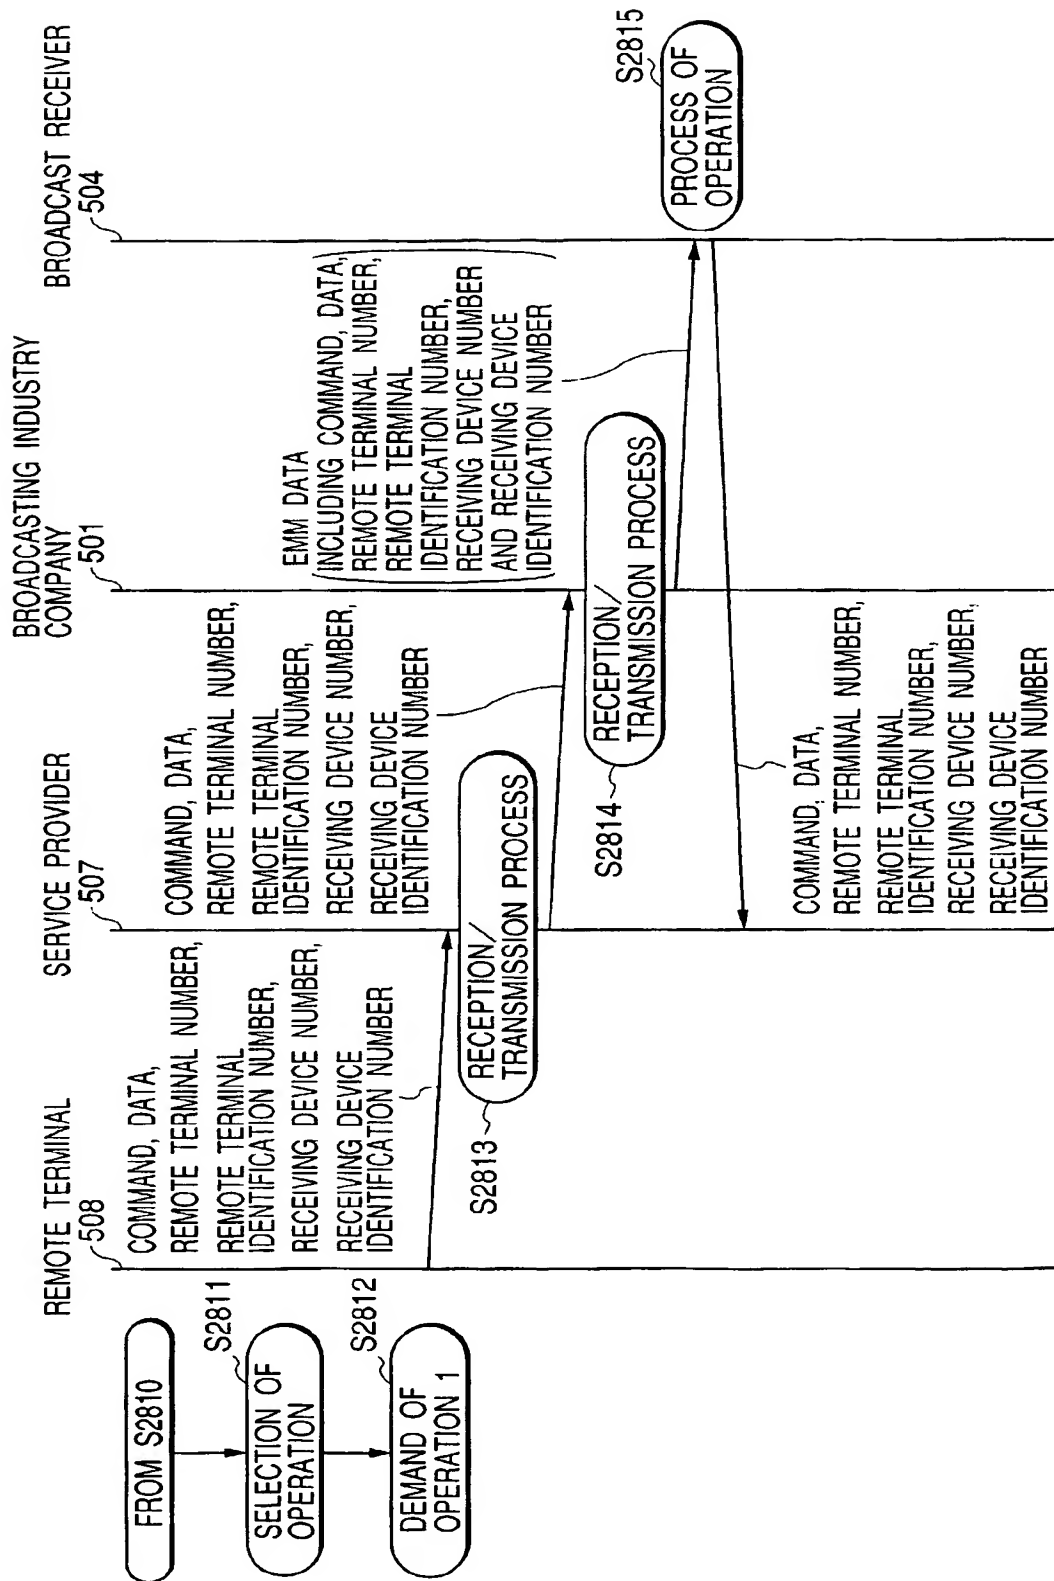 REMOTE TERMINAL
508
SERVICE PROVIDER
507
BROADCASTING INDUSTRY
COMPANY
501
BROADCAST RECEIVER
504
FROM S2810
S2811
SELECTION OF
OPERATION
S2812
DEMAND OF
OPERATION 1
COMMAND, DATA,
REMOTE TERMINAL NUMBER,
REMOTE TERMINAL
IDENTIFICATION NUMBER,
RECEIVING DEVICE NUMBER,
RECEIVING DEVICE
IDENTIFICATION NUMBER
S2813
RECEPTION/
TRANSMISSION PROCESS
COMMAND, DATA,
REMOTE TERMINAL NUMBER,
REMOTE TERMINAL
IDENTIFICATION NUMBER,
RECEIVING DEVICE NUMBER,
RECEIVING DEVICE
IDENTIFICATION NUMBER
S2814
RECEPTION/
TRANSMISSION PROCESS
EMM DATA
INCLUDING COMMAND, DATA,
REMOTE TERMINAL NUMBER,
REMOTE TERMINAL
IDENTIFICATION NUMBER,
RECEIVING DEVICE NUMBER
AND RECEIVING DEVICE
IDENTIFICATION NUMBER
S2815
PROCESS OF
OPERATION
COMMAND, DATA,
REMOTE TERMINAL NUMBER,
REMOTE TERMINAL
IDENTIFICATION NUMBER,
RECEIVING DEVICE NUMBER,
RECEIVING DEVICE
IDENTIFICATION NUMBER